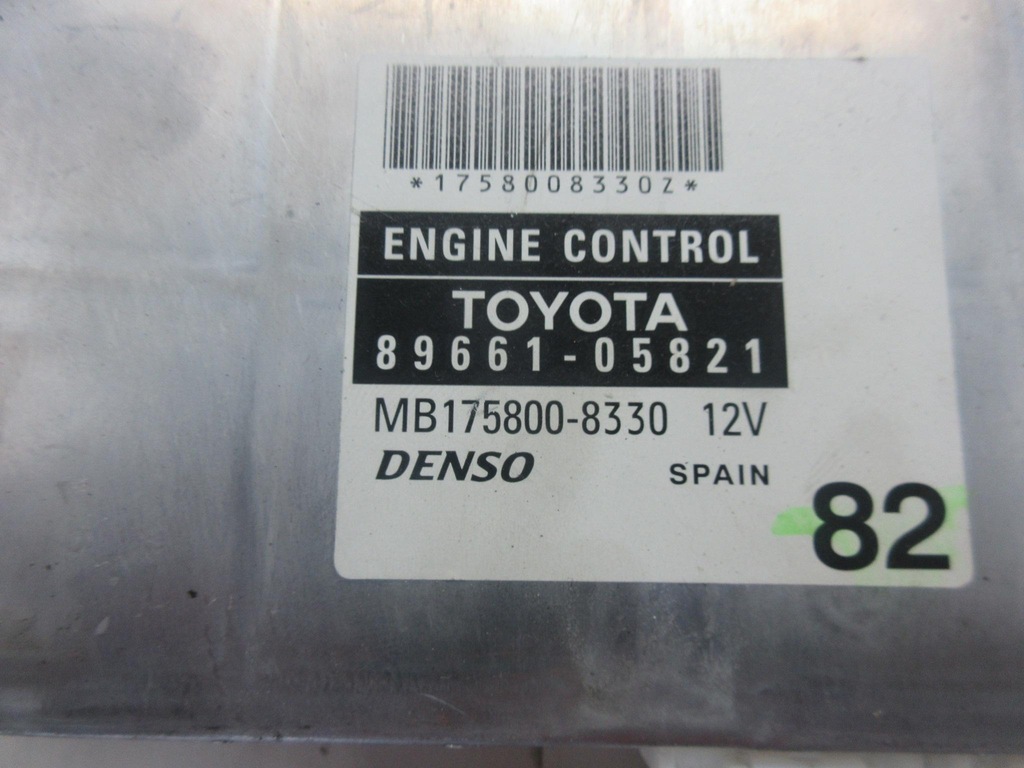 *1758008330Z*
ENGINE CONTROL
TOYOTA
89661-05821
MB175800-8330 12V
DENSO SPAIN
82